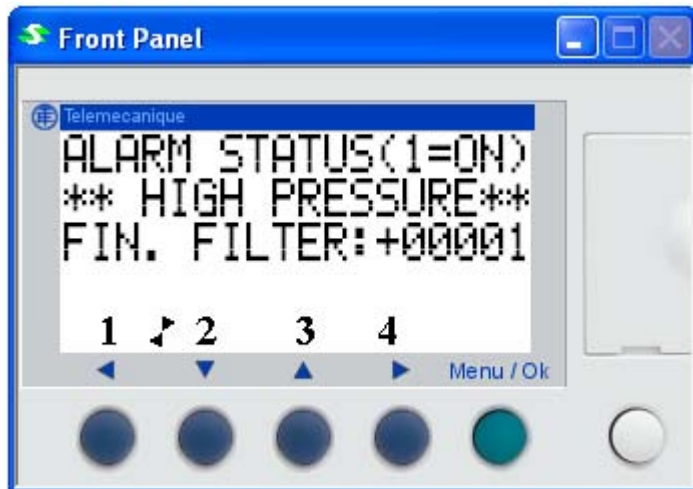 Front Panel
Telemecanique
ALARM STATUS(1=ON)
** HIGH PRESSURE**
FIN. FILTER:+00001
1 2 3 4
Menu / Ok